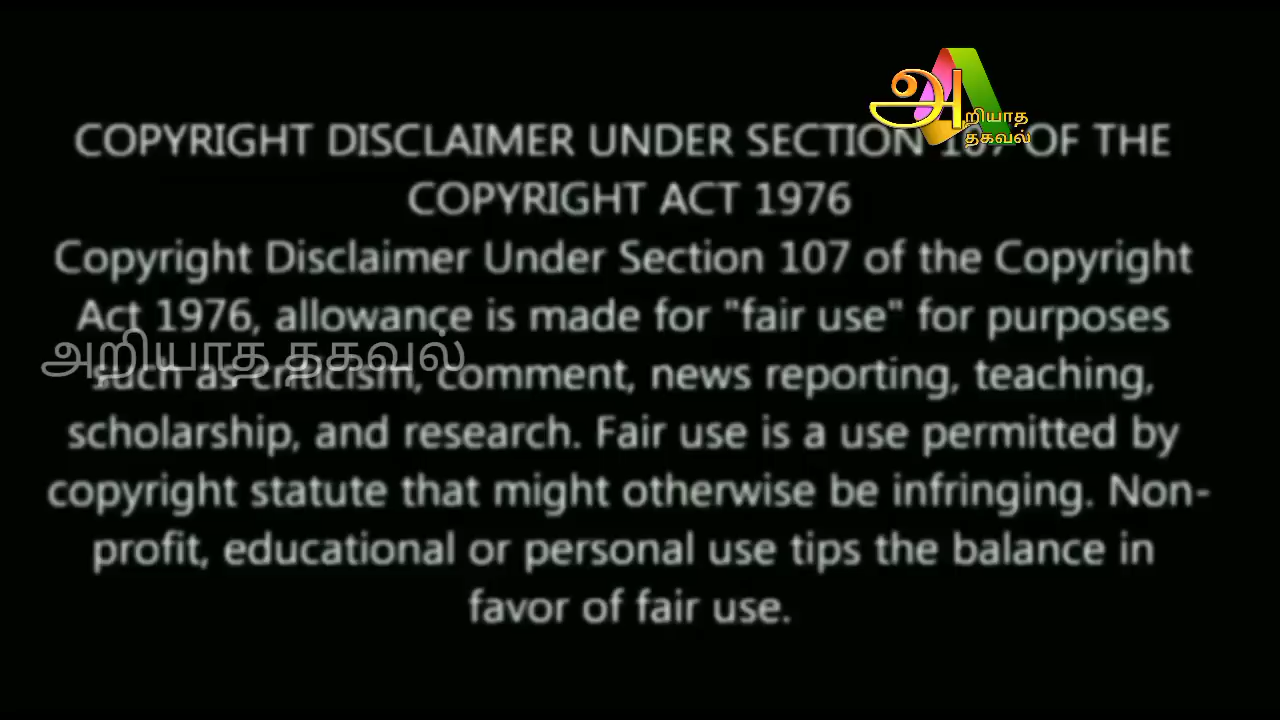 அறியாத
தகவல்
COPYRIGHT DISCLAIMER UNDER SECTION 107 OF THE
COPYRIGHT ACT 1976
Copyright Disclaimer Under Section 107 of the Copyright
Act 1976, allowance is made for "fair use" for purposes
அறியாத தகவல்
such as criticism, comment, news reporting, teaching,
scholarship, and research. Fair use is a use permitted by
copyright statute that might otherwise be infringing. Non-
profit, educational or personal use tips the balance in
favor of fair use.